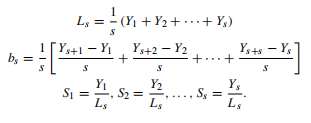 L_s = \frac{1}{s} (Y_1 + Y_2 + \cdots + Y_s)
b_s = \frac{1}{s} \left[ \frac{Y_{s+1} - Y_1}{s} + \frac{Y_{s+2} - Y_2}{s} + \cdots + \frac{Y_{s+s} - Y_s}{s} \right]
S_1 = \frac{Y_1}{L_s}, S_2 = \frac{Y_2}{L_s}, \ldots, S_s = \frac{Y_s}{L_s}.